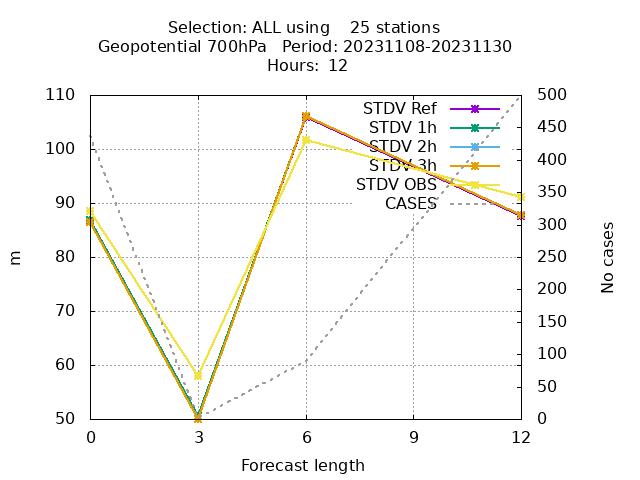 Selection: ALL using    25 stations
Geopotential 700hPa   Period: 20231108-20231130
Hours:  12
STDV Ref
STDV 1h
STDV 2h
STDV 3h
STDV OBS
CASES
110
100
90
80
70
60
50
m
500
450
400
350
300
250
200
150
100
50
0
No cases
0 3 6 9 12
Forecast length